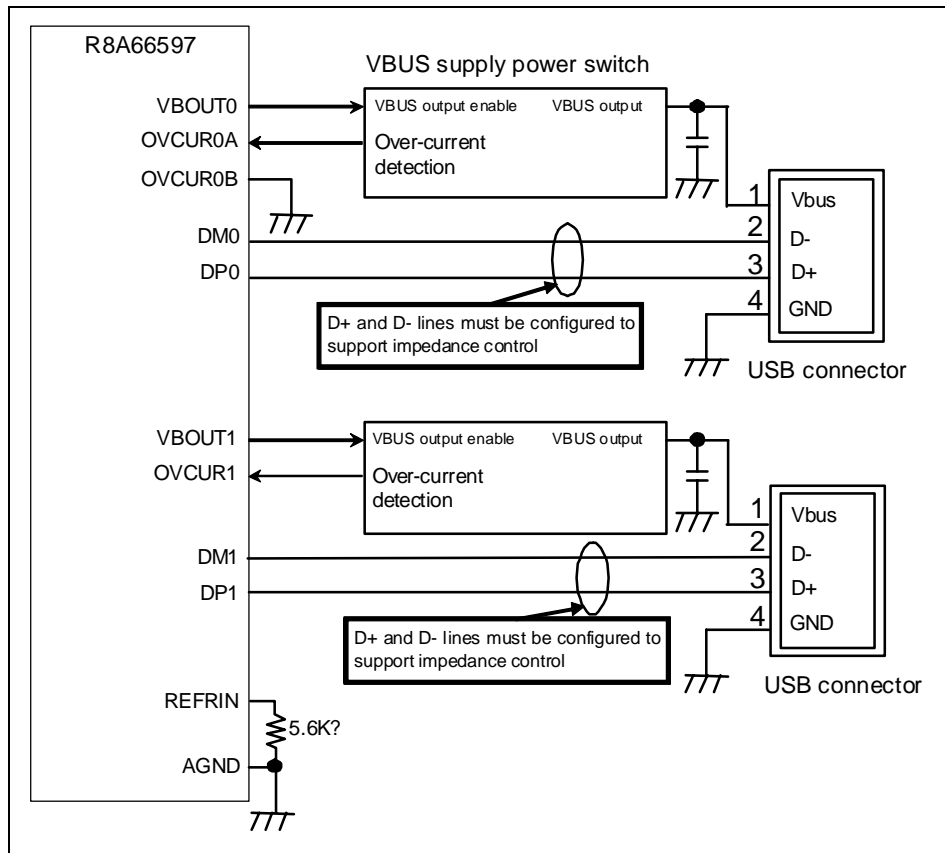 R8A66597
VBUS supply power switch
VBOUT0
VBUS output enable
VBUS output
OVCUR0A
Over-current
detection
OVCUR0B
1
Vbus
DM0
2
D-
DP0
3
D+
4
GND
D+ and D- lines must be configured to
support impedance control
USB connector
VBOUT1
VBUS output enable
VBUS output
OVCUR1
Over-current
detection
1
Vbus
DM1
2
D-
DP1
3
D+
4
GND
D+ and D- lines must be configured to
support impedance control
USB connector
REFRIN
5.6K?
AGND